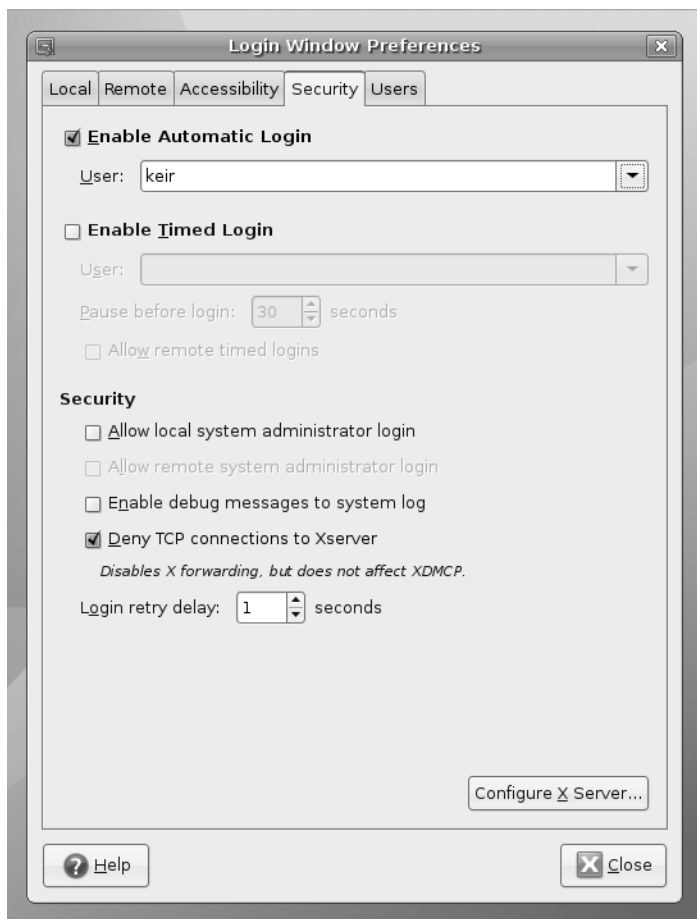 Login Window Preferences
Local Remote Accessibility Security Users
Enable Automatic Login
User: keir
Enable Timed Login
User:
Pause before login: 30 seconds
Allow remote timed logins
Security
Allow local system administrator login
Allow remote system administrator login
Enable debug messages to system log
Deny TCP connections to Xserver
Disables X forwarding, but does not affect XDMCP.
Login retry delay: 1 seconds
Configure X Server...
Help Close